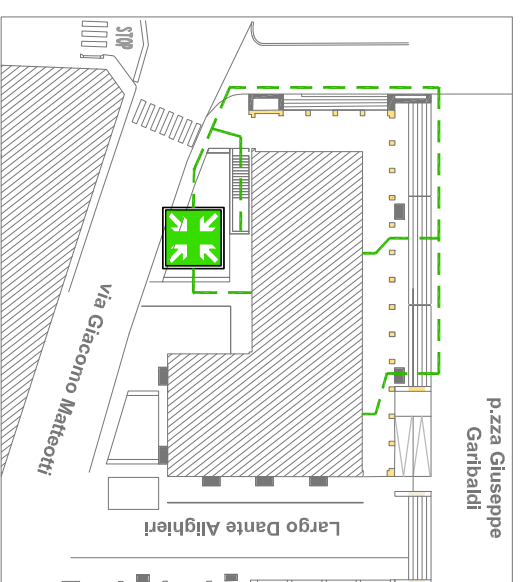 STOP
via Giacomo Matteotti
p.zza Giuseppe
Garibaldi
Largo Dante Alighieri